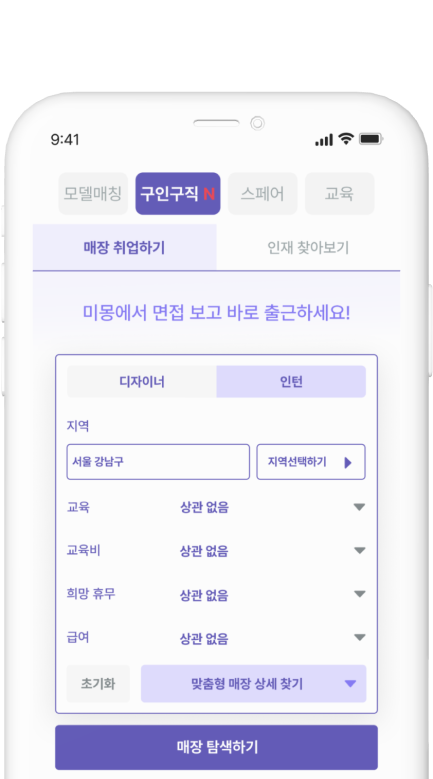 9:41
모델매칭 구인구직 N 스페어 교육
매장 취업하기 인재 찾아보기
미몽에서 면접 보고 바로 출근하세요!
디자이너 인턴
지역
서울 강남구 지역선택하기
교육 상관 없음
교육비 상관 없음
희망 휴무 상관 없음
급여 상관 없음
초기화 맞춤형 매장 상세 찾기
매장 탐색하기